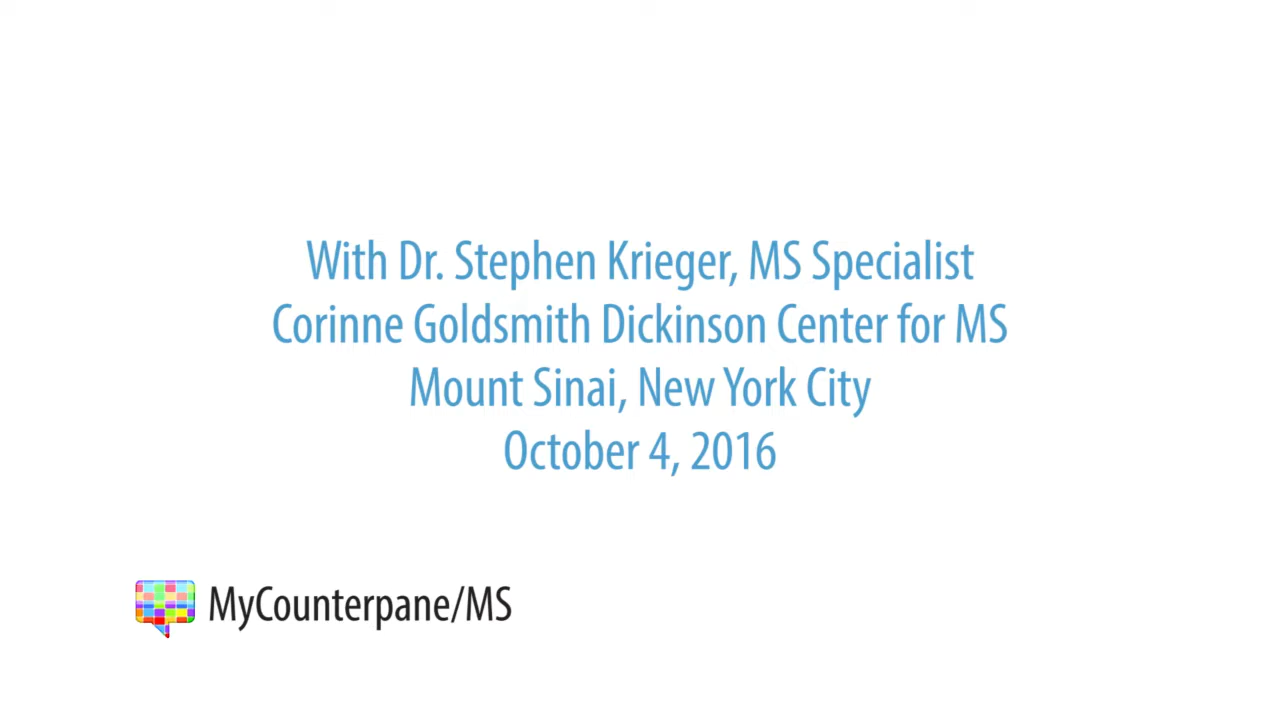 With Dr. Stephen Krieger, MS Specialist
Corinne Goldsmith Dickinson Center for MS
Mount Sinai, New York City
October 4, 2016
MyCounterpane/MS